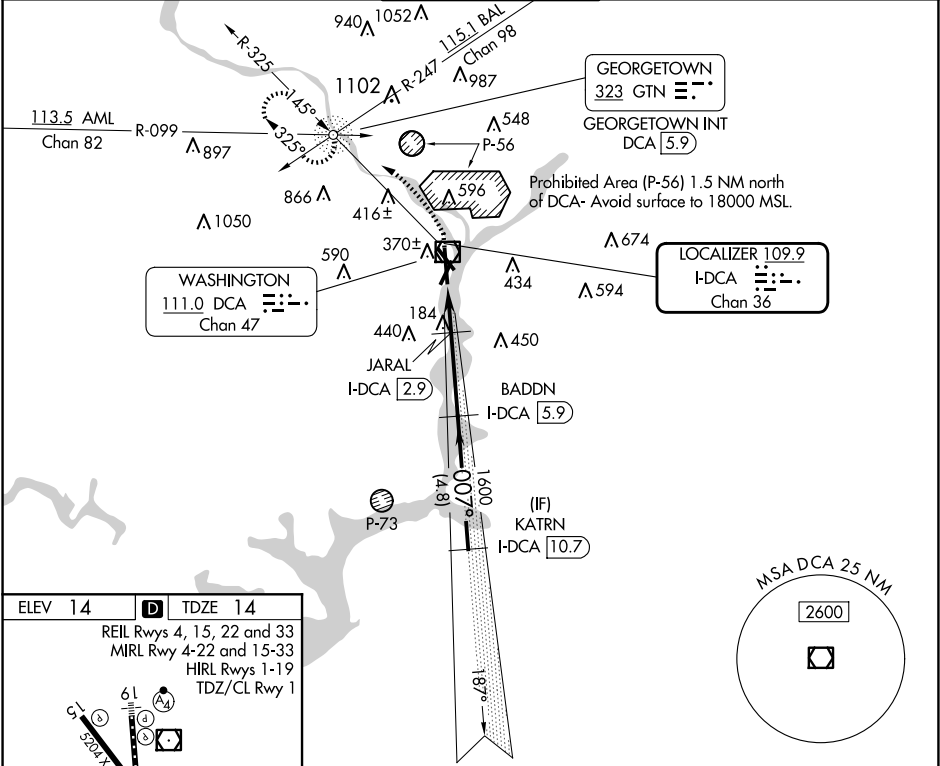 940 1052
R-325
115.1 BAL
R-247 Chan 98
1102
987
GEORGETOWN
323 GTN
GEORGETOWN INT
DCA 5.9
113.5 AML
Chan 82
R-099
145°
325°
897
548
P-56
866
416±
596
Prohibited Area (P-56) 1.5 NM north
of DCA- Avoid surface to 18000 MSL.
1050
370±
590
434
674
594
LOCALIZER 109.9
I-DCA
Chan 36
WASHINGTON
111.0 DCA
Chan 47
184
440
450
JARAL
I-DCA 2.9
BADDN
I-DCA 5.9
007°
1600
(4.8)
P-73
(IF)
KATRN
I-DCA 10.7
187°
MSA DCA 25 NM
2600
ELEV 14 D TDZE 14
REIL Rwys 4, 15, 22 and 33
MIRL Rwy 4-22 and 15-33
HIRL Rwys 1-19
TDZ/CL Rwy 1
15
19
A4
P
P
P
5204 X